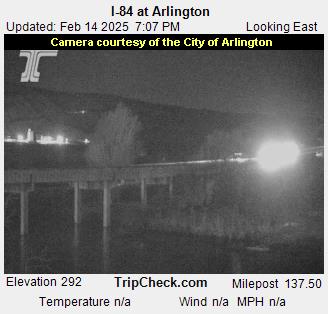 I-84 at Arlington
Updated: Feb 14 2025 7:07 PM Looking East
Camera courtesy of the City of Arlington
Elevation 292 TripCheck.com Milepost 137.50
Temperature n/a Wind n/a MPH n/a